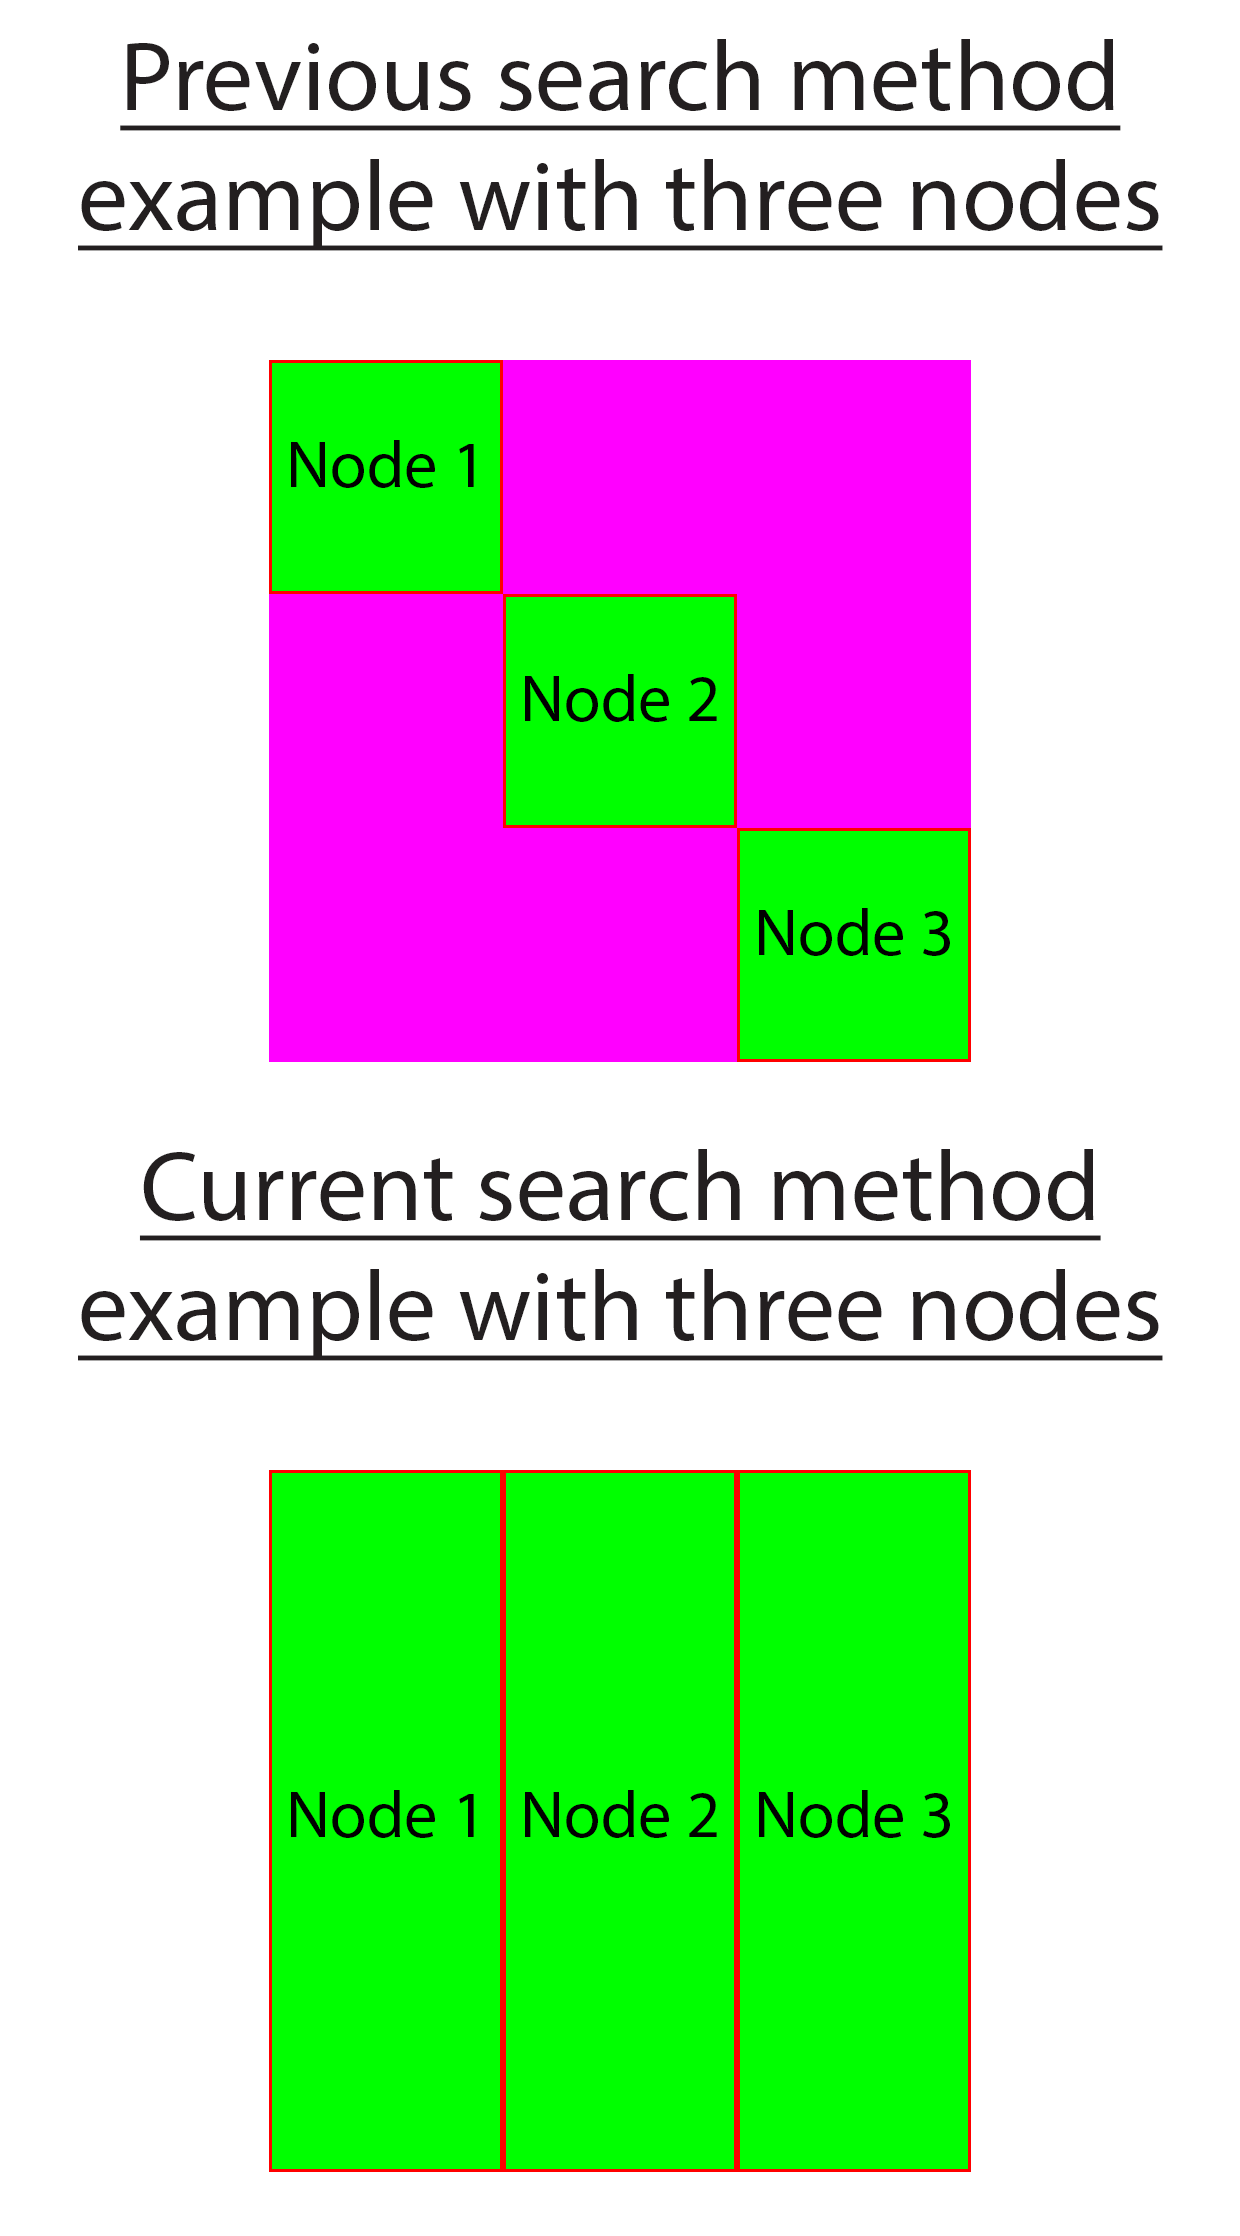 Previous search method
example with three nodes
Node 1
Node 2
Node 3
Current search method
example with three nodes
Node 1
Node 2
Node 3